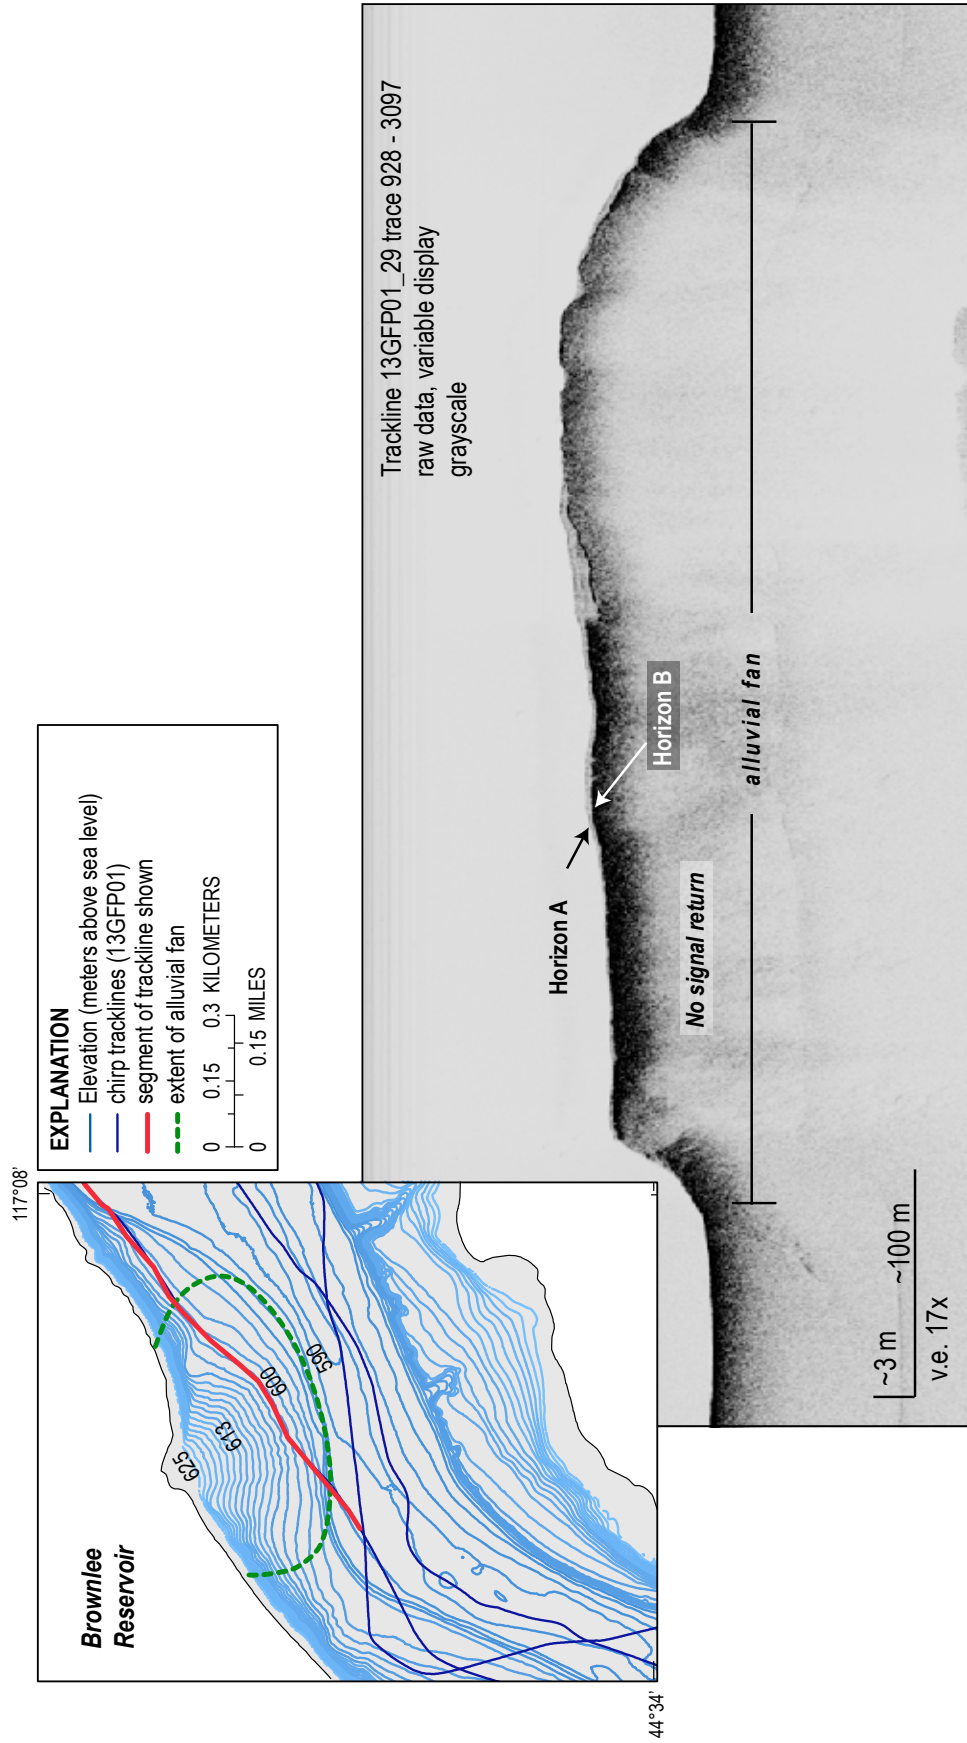 117°08'
44°34'
Brownlee
Reservoir
625
613
600
590
EXPLANATION
Elevation (meters above sea level)
chirp tracklines (13GFP01)
segment of trackline shown
extent of alluvial fan
0 0.15 0.3 KILOMETERS
0 0.15 MILES
Trackline 13GFP01_29 trace 928 - 3097
raw data, variable display
grayscale
Horizon A
Horizon B
No signal return
alluvial fan
~3 m
~100 m
v.e. 17x